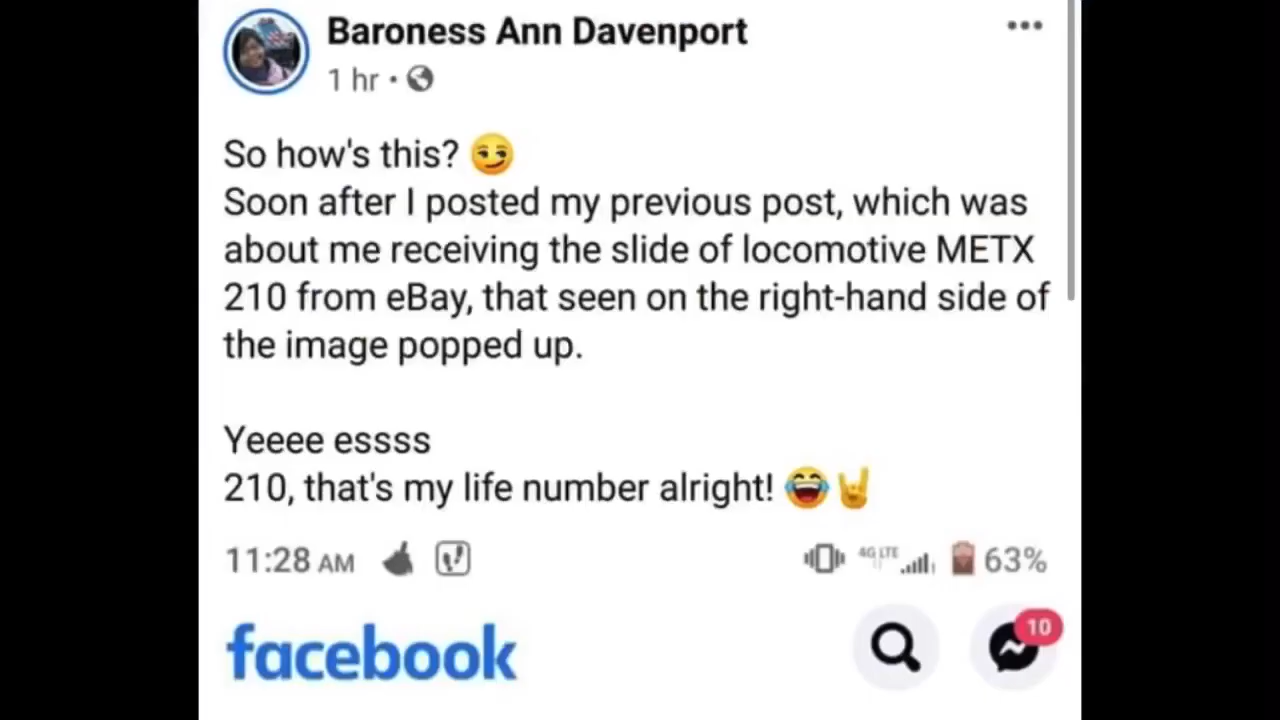 Baroness Ann Davenport
1 hr •
So how's this? 😏
Soon after I posted my previous post, which was
about me receiving the slide of locomotive METX
210 from eBay, that seen on the right-hand side of
the image popped up.
Yeeee essss
210, that's my life number alright! 😂🤘
11:28 AM 4G LTE 63%
facebook 10